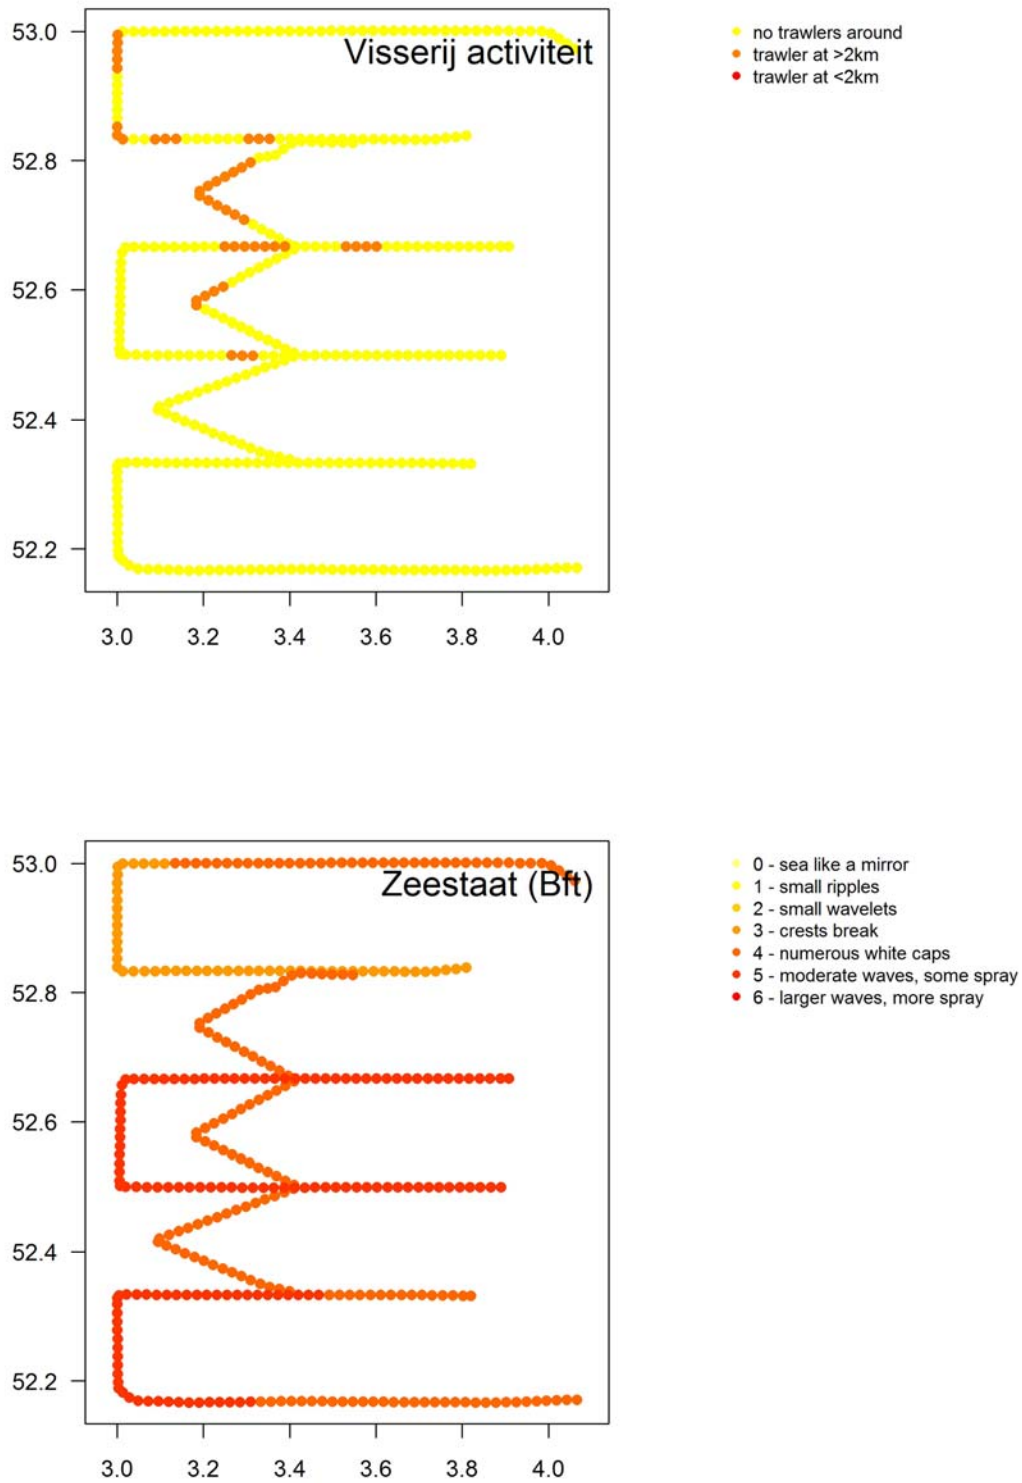 53.0
52.8
52.6
52.4
52.2
3.0 3.2 3.4 3.6 3.8 4.0
Visserij activiteit
no trawlers around
trawler at >2km
trawler at <2km
53.0
52.8
52.6
52.4
52.2
3.0 3.2 3.4 3.6 3.8 4.0
Zeestaat (Bft)
0 - sea like a mirror
1 - small ripples
2 - small wavelets
3 - crests break
4 - numerous white caps
5 - moderate waves, some spray
6 - larger waves, more spray